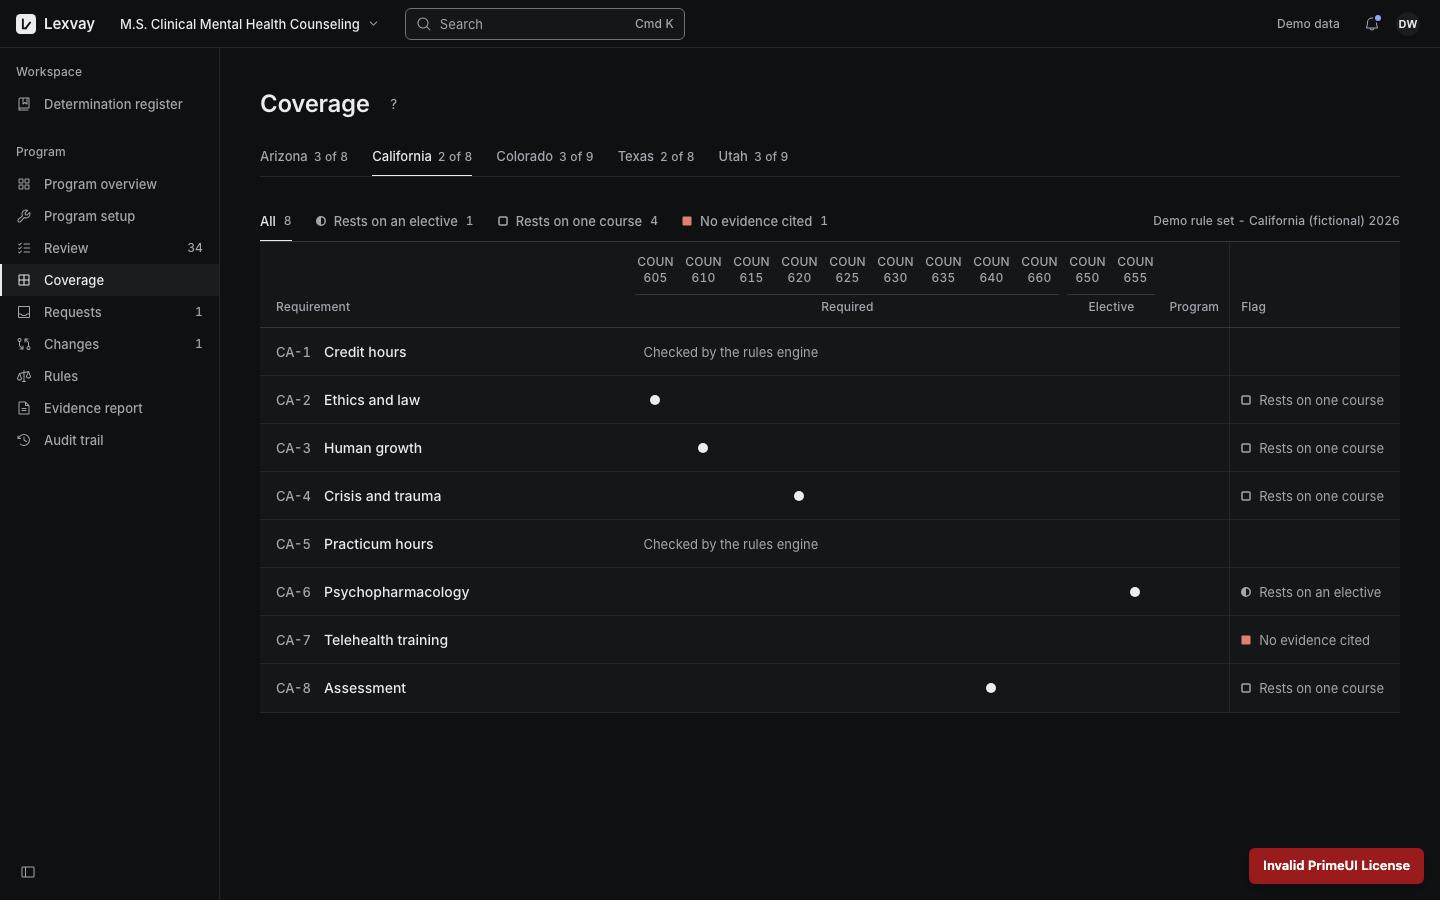 Lexvay
M.S. Clinical Mental Health Counseling
Search Cmd K
Demo data
DW
Workspace
Determination register
Program
Program overview
Program setup
Review 34
Coverage
Requests 1
Changes 1
Rules
Evidence report
Audit trail
Coverage ?
Arizona 3 of 8 California 2 of 8 Colorado 3 of 9 Texas 2 of 8 Utah 3 of 9
All 8 Rests on an elective 1 Rests on one course 4 No evidence cited 1 Demo rule set - California (fictional) 2026
COUN COUN COUN COUN COUN COUN COUN COUN COUN COUN COUN
605 610 615 620 625 630 635 640 660 650 655
Requirement Required Elective Program Flag
CA-1 Credit hours Checked by the rules engine
CA-2 Ethics and law Rests on one course
CA-3 Human growth Rests on one course
CA-4 Crisis and trauma Rests on one course
CA-5 Practicum hours Checked by the rules engine
CA-6 Psychopharmacology Rests on an elective
CA-7 Telehealth training No evidence cited
CA-8 Assessment Rests on one course
Invalid PrimeUI License